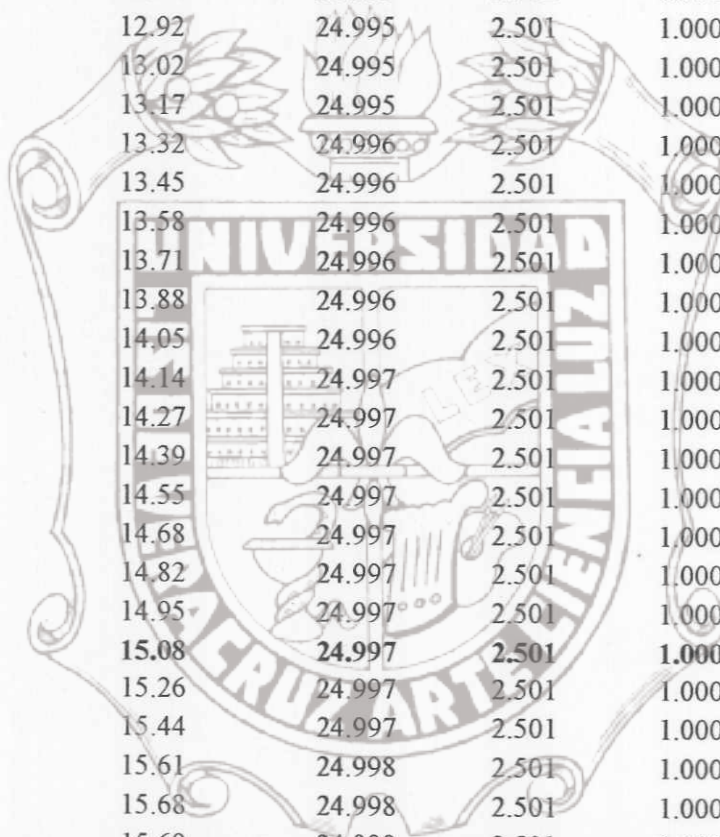 12.92 24.995 2.501 1.000
13.02 24.995 2.501 1.000
13.17 24.995 2.501 1.000
13.32 24.996 2.501 1.000
13.45 24.996 2.501 1.000
13.58 24.996 2.501 1.000
13.71 24.996 2.501 1.000
13.88 24.996 2.501 1.000
14.05 24.996 2.501 1.000
14.14 24.997 2.501 1.000
14.27 24.997 2.501 1.000
14.39 24.997 2.501 1.000
14.55 24.997 2.501 1.000
14.68 24.997 2.501 1.000
14.82 24.997 2.501 1.000
14.95 24.997 2.501 1.000
15.08 24.997 2.501 1.000
15.26 24.997 2.501 1.000
15.44 24.997 2.501 1.000
15.61 24.998 2.501 1.000
15.68 24.998 2.501 1.000
UNIVERSIDAD
VERACRUZ ARTE CIENCIA LUZ
LEX